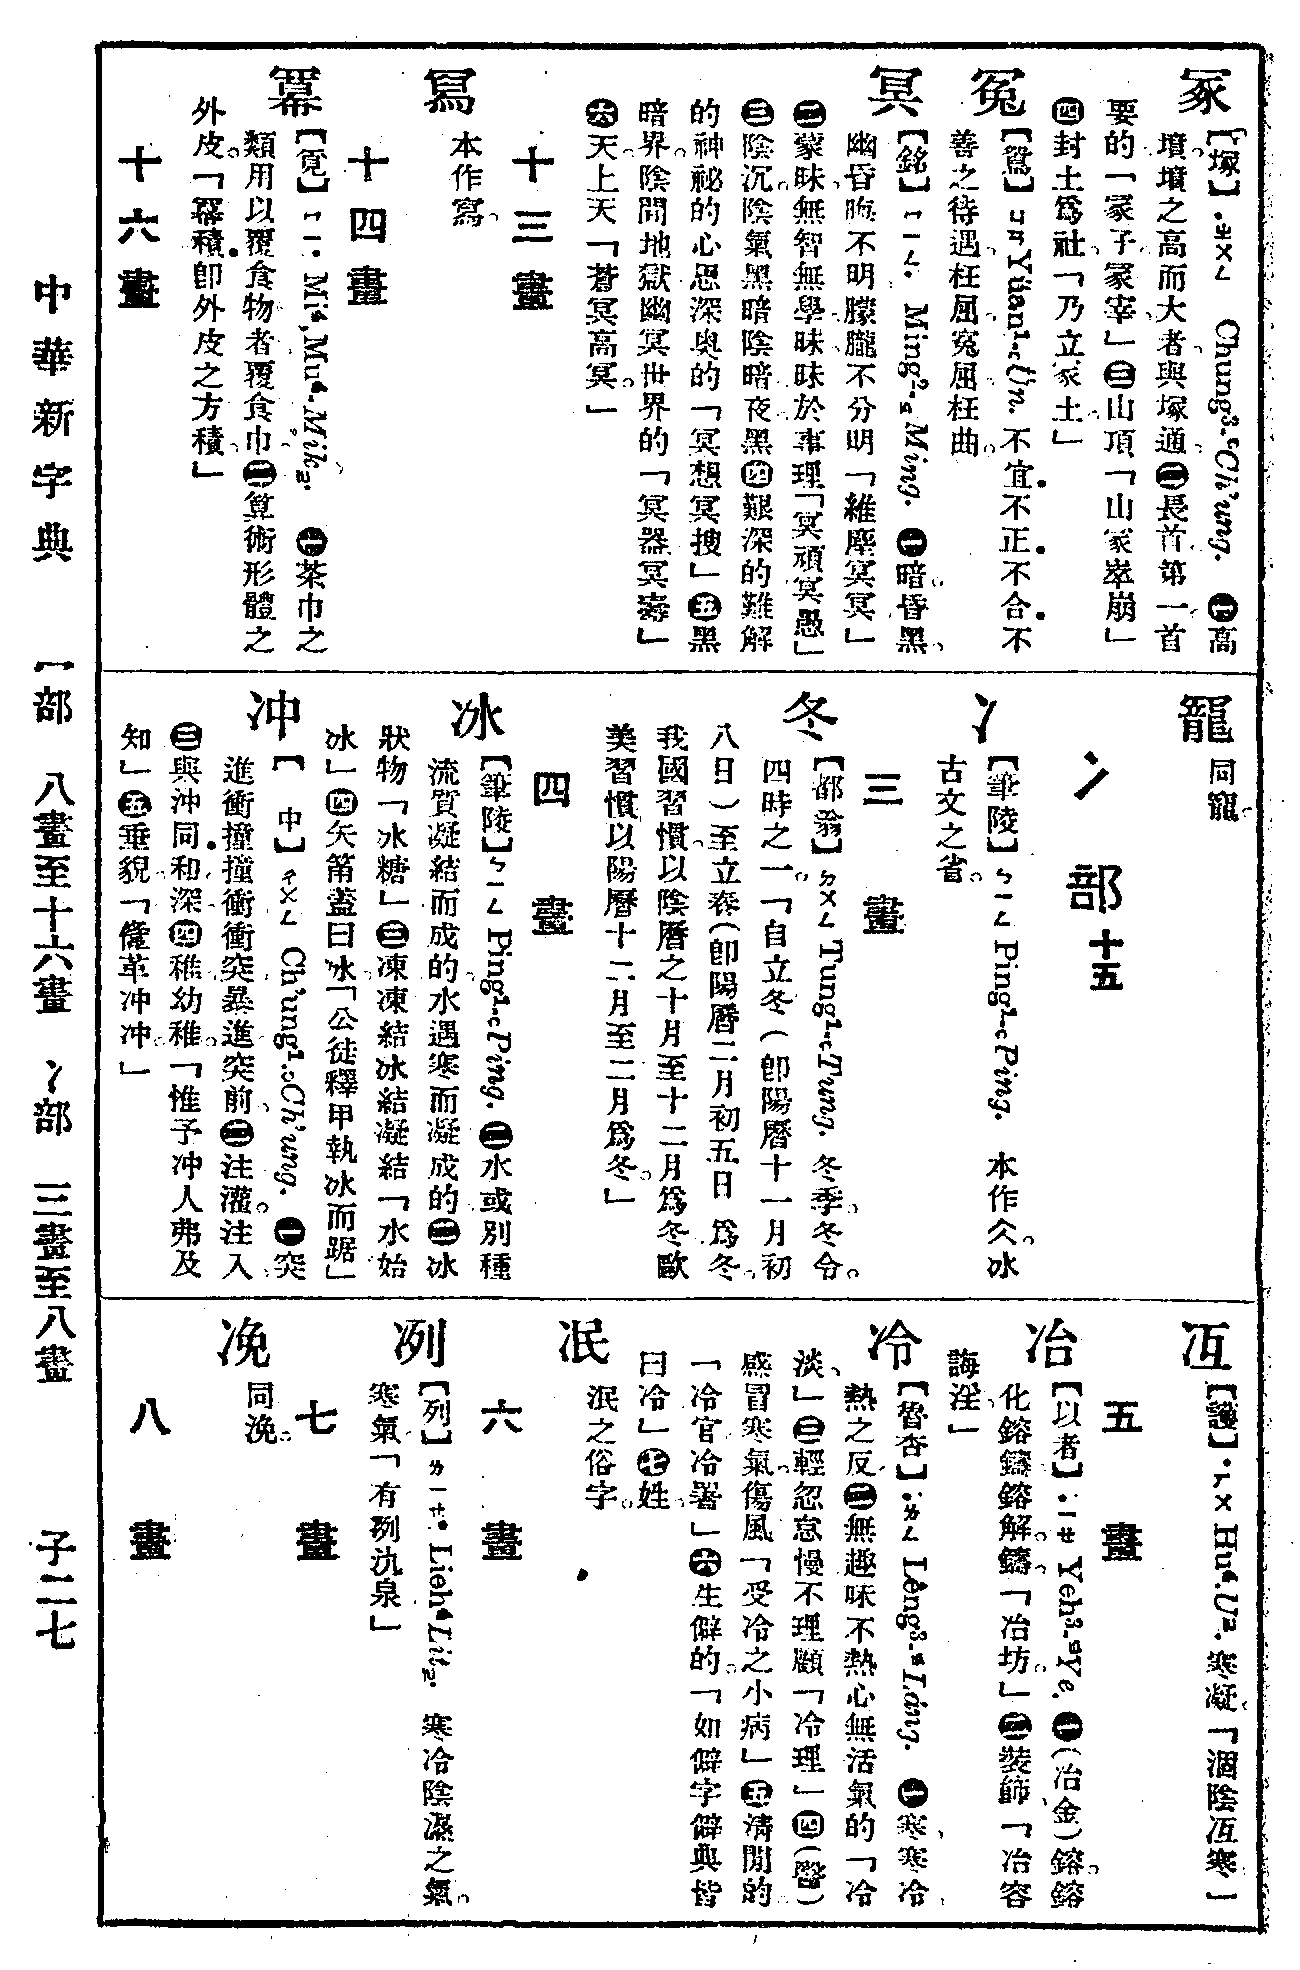 冢
【塚】•ㄓㄨㄥ Chung³.ᶜCh'ung. ㊀高
墳墳之高而大者與塚通㊁長首第一首
要的「冢子冢宰」㊂山頂「山冢崒崩」
㊃封土爲社「乃立冢土」
冤
【鴛】ㄩㄢ Yüan¹.ᶜÜn. 不宜不正不合不
善之待遇枉屈冤屈枉曲
冥
【銘】ㄇㄧㄥ. Ming². Ming. ㊀暗昏黑
幽昏晦不明朦朧不分明「維塵冥冥」
㊁蒙昧無智無學昧昧於事理「冥頑冥愚」
㊂陰沉陰氣黑暗陰暗夜黑㊃艱深的難解
的神祕的心思深奥的「冥想冥搜」㊄黑
暗界陰間地獄幽冥世界的「冥器冥壽」
㊅天上天「蒼冥高冥」
十三畫
冩
本作寫
十四畫
冪
【覓】ㄇㄧ• Mi⁴, Mu⁴. Mik. ㊀茶巾之
類用以覆食物者覆食巾㊁算術形體之
外皮「冪積卽外皮之方積」
十六畫
龍
同寵
冫部十五
冫
【筆陵】ㄅㄧㄥ Ping¹.ᶜPing. 本作仌冰
古文之省
三畫
冬
【都翁】ㄉㄨㄥ Tung¹.ᶜTung. 冬季冬令
四時之一「自立冬(卽陽曆十一月初
八日)至立春(卽陽曆二月初五日爲冬
我國習慣以陰曆之十月至十二月爲冬歐
美習慣以陽曆十二月至二月爲冬」
四畫
冰
【筆陵】ㄅㄧㄥ Ping¹.ᶜPing. ㊀水或別種
流質凝結而成的水遇寒而凝成的㊁冰
狀物「冰糖」㊂凍凍結冰結凝結「水始
冰」㊃矢筩蓋曰冰「公徒釋甲執冰而踞」
冲
【中】ㄔㄨㄥ Ch'ung¹.ᶜCh'ung. ㊀突
進衝撞撞衝衝突暴進突前㊁注灌注入
㊂與沖同和深㊃稚幼稚「惟予冲人弗及
知」㊄垂貌「鞗革冲冲」
冱
【護】•ㄏㄨ Hu⁴. U. 寒凝「涸陰冱寒」
五畫
冶
【以者】:ㄧㄝ Yeh³. Ye. ㊀(冶金)鎔鎔
化鎔鑄鎔解鑄「冶坊」㊁裝飾「冶容
誨淫」
冷
【魯杏】:ㄌㄥ Lêng³. Láng. ㊀寒寒冷
熱之反㊁無趣味不熱心無活氣的「冷
淡」㊂輕忽怠慢不理顧「冷理」㊃(醫)
感冒寒氣傷風「受冷之小病」㊄清閒的
「冷官冷署」㊅生僻的「如僻字僻典皆
曰冷」㊆姓
冺
泯之俗字
六畫
冽
【列】ㄌㄧㄝ• Lieh⁴. Lit. 寒冷陰濕之氣
寒氣「有冽氿泉」
七畫
凂
同浼
八畫
中華新字典 冖部 八畫至十六畫 冫部 三畫至八畫 子二七